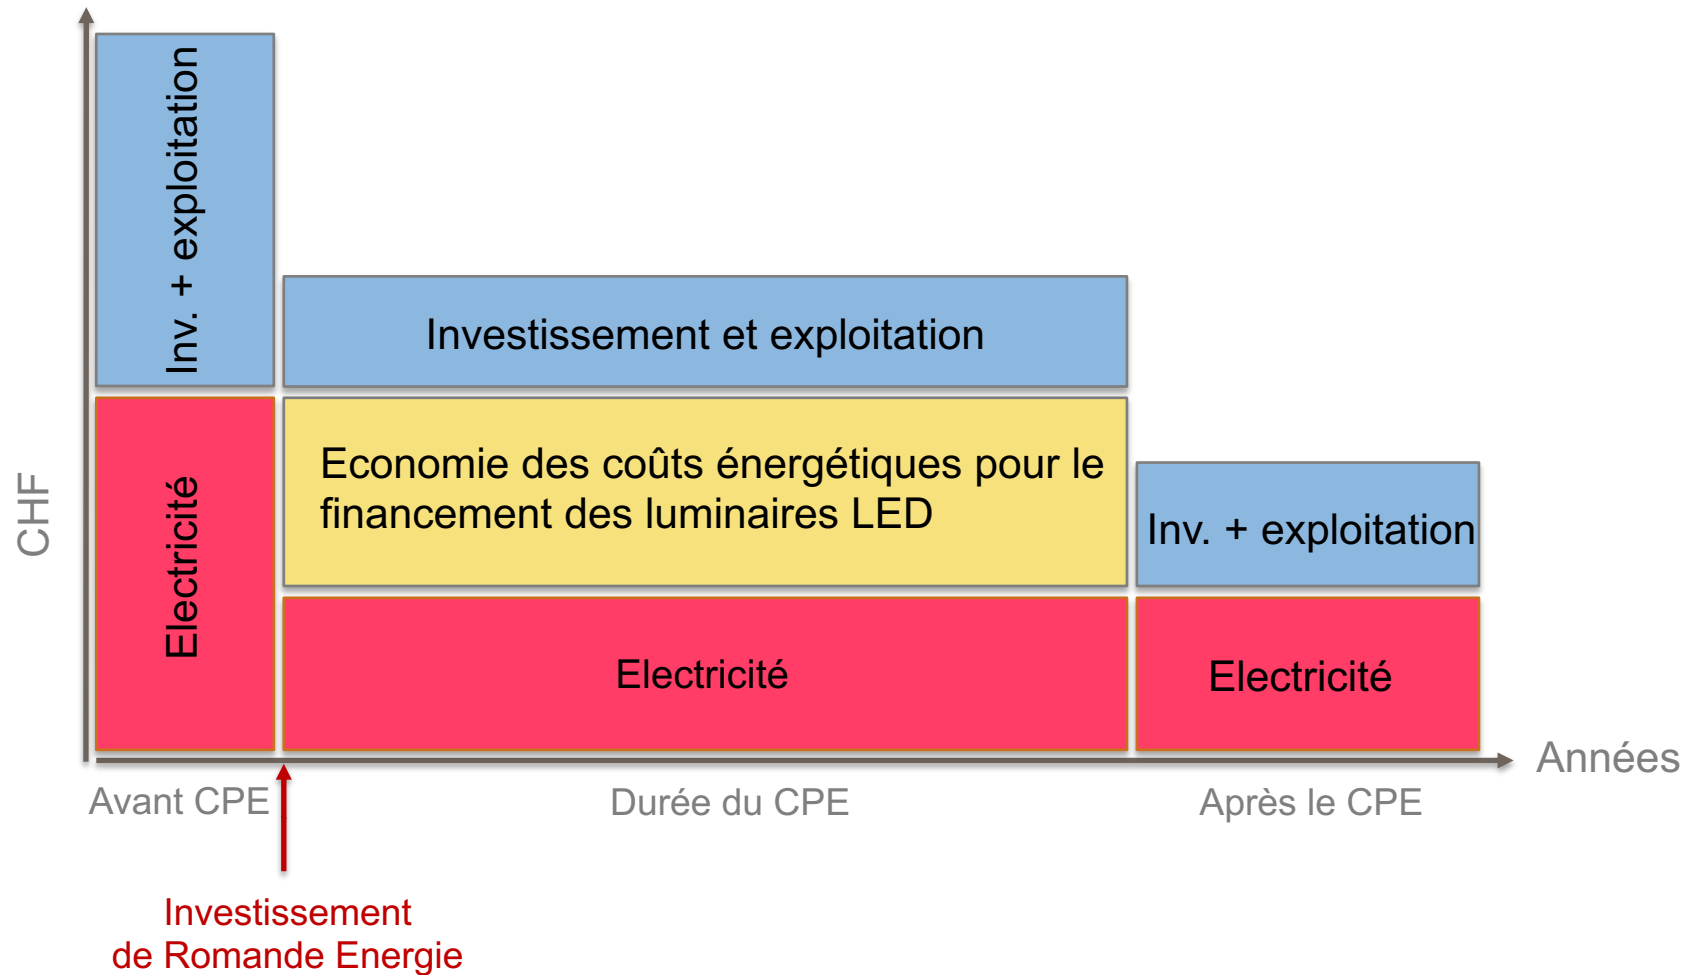 CHF
Inv. + exploitation
Electricité
Investissement et exploitation
Economie des coûts énergétiques pour le
financement des luminaires LED
Electricité
Inv. + exploitation
Electricité
Années
Avant CPE
Durée du CPE
Après le CPE
Investissement
de Romande Energie